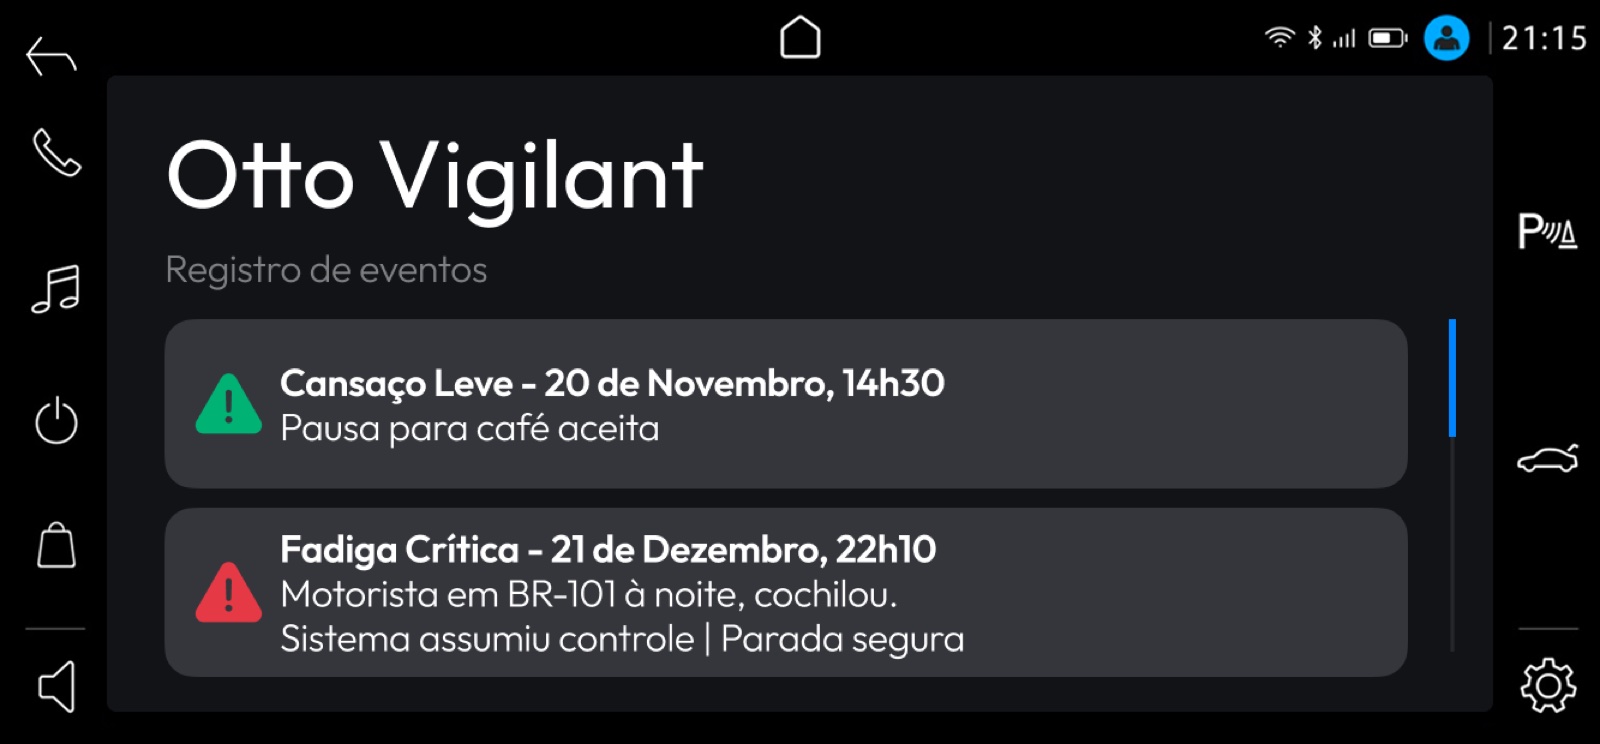 21:15
Otto Vigilant
Registro de eventos
Cansaço Leve - 20 de Novembro, 14h30
Pausa para café aceita
Fadiga Crítica - 21 de Dezembro, 22h10
Motorista em BR-101 à noite, cochilou.
Sistema assumiu controle | Parada segura
P